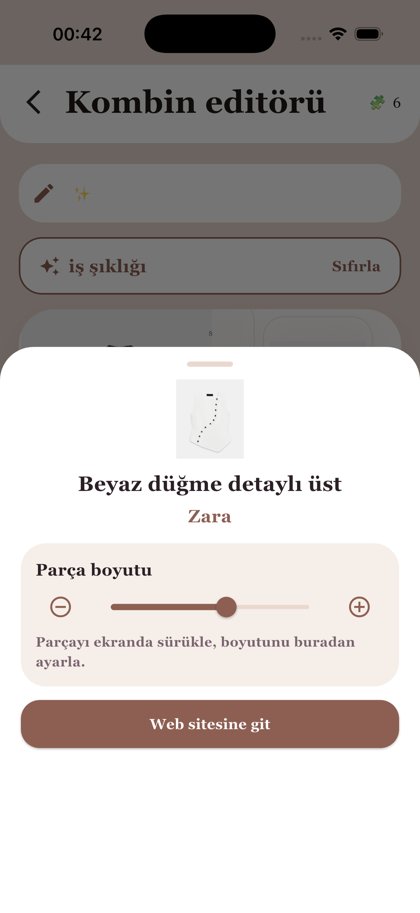 00:42
Kombin editörü
6
iş şıklığı
Sıfırla
Beyaz düğme detaylı üst
Zara
Parça boyutu
Parçayı ekranda sürükle, boyutunu buradan
ayarla.
Web sitesine git